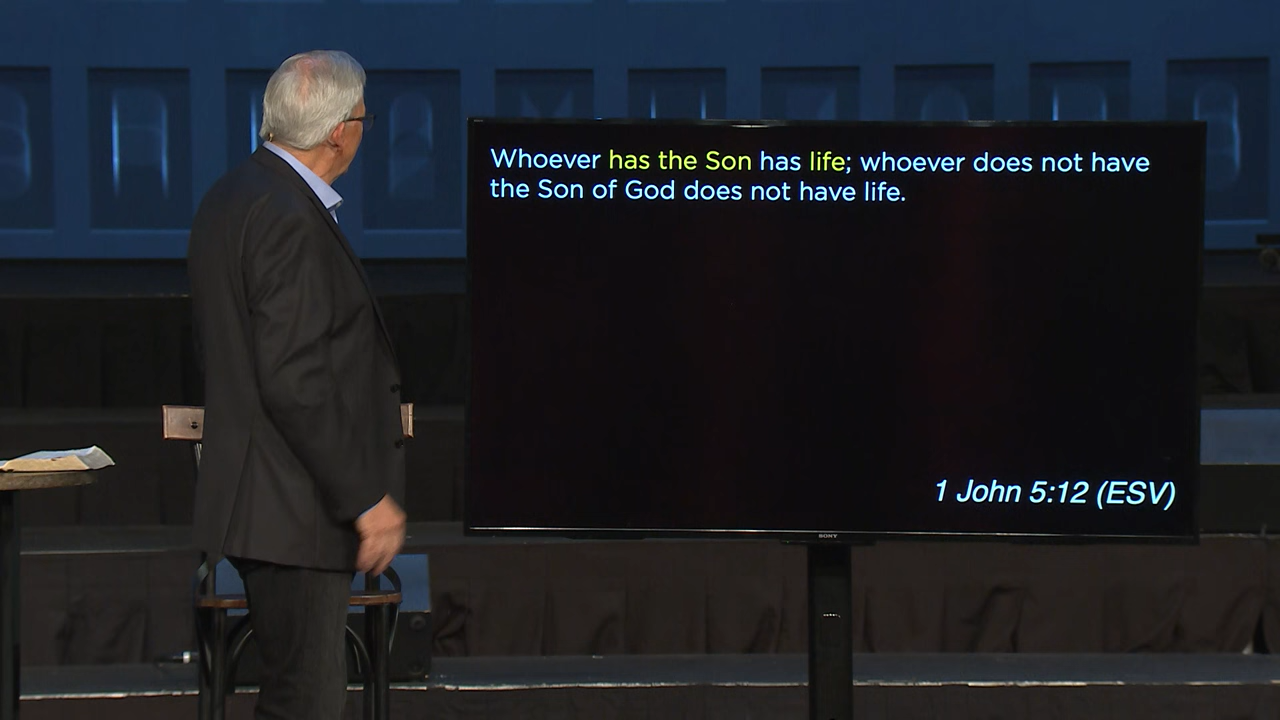 Whoever has the Son has life; whoever does not have
the Son of God does not have life.
1 John 5:12 (ESV)
SONY